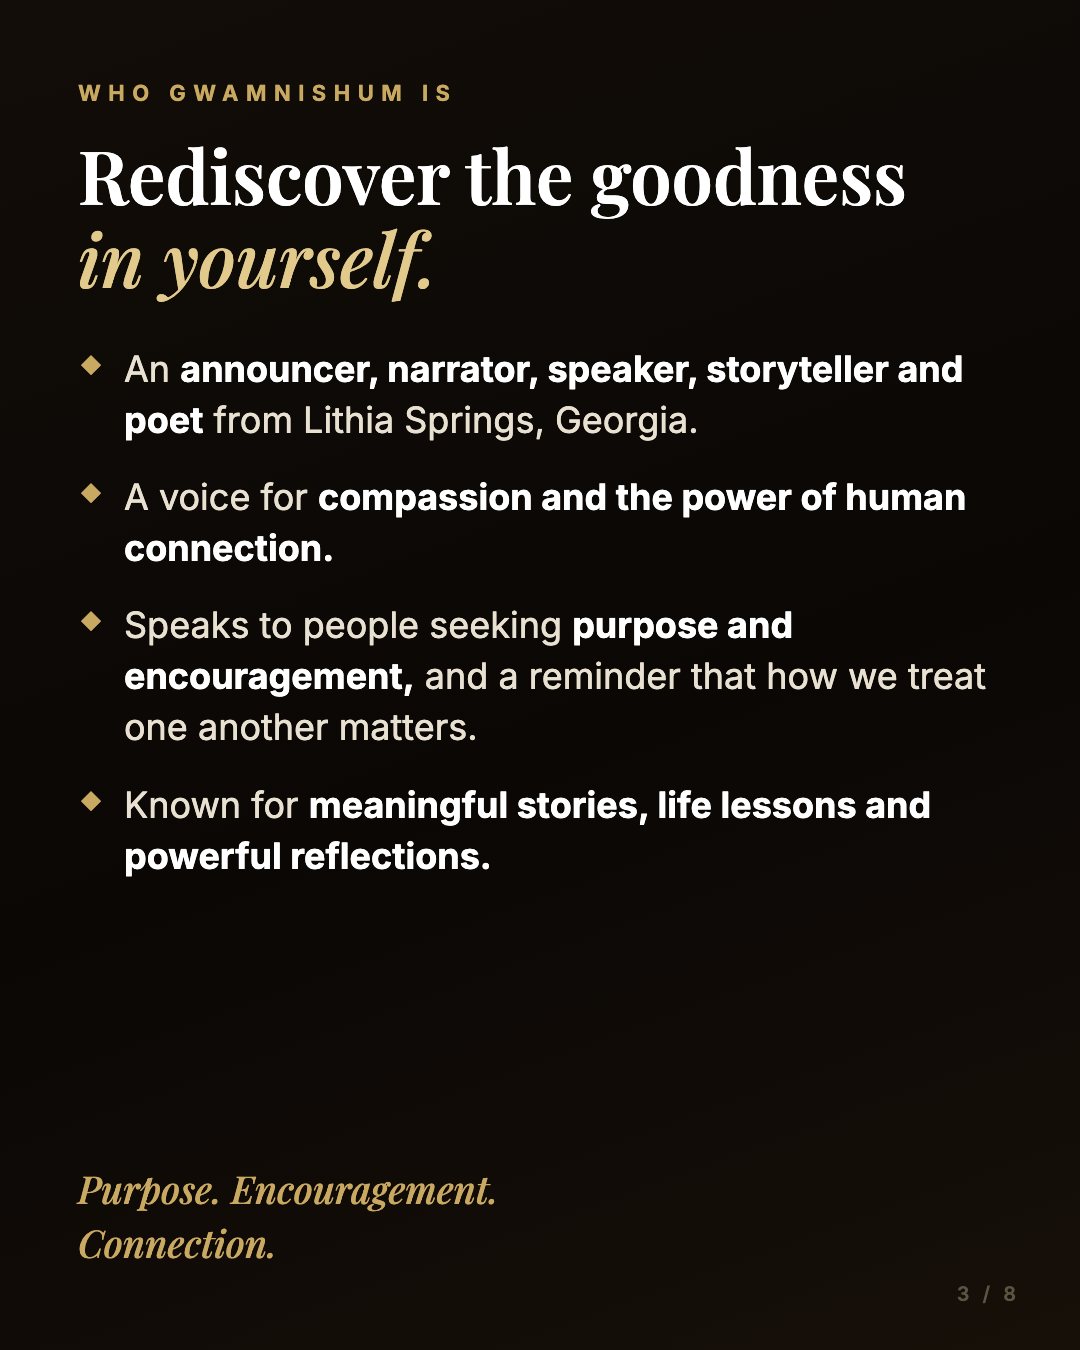 WHO GWAMNISHUM IS
Rediscover the goodness
in yourself.
An announcer, narrator, speaker, storyteller and
poet from Lithia Springs, Georgia.
A voice for compassion and the power of human
connection.
Speaks to people seeking purpose and
encouragement, and a reminder that how we treat
one another matters.
Known for meaningful stories, life lessons and
powerful reflections.
Purpose. Encouragement.
Connection.
3 / 8